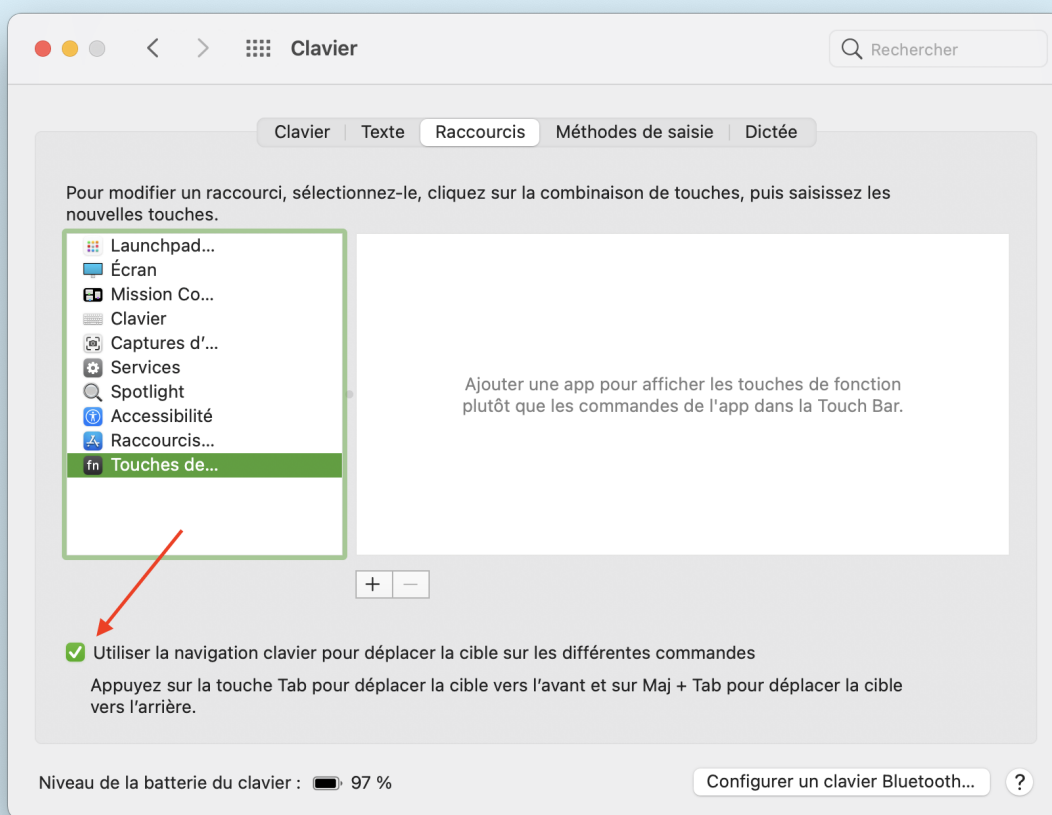 Clavier
Rechercher
Clavier Texte Raccourcis Méthodes de saisie Dictée
Pour modifier un raccourci, sélectionnez-le, cliquez sur la combinaison de touches, puis saisissez les
nouvelles touches.
Launchpad...
Écran
Mission Co...
Clavier
Captures d’...
Services
Spotlight
Accessibilité
Raccourcis...
fn Touches de...
Ajouter une app pour afficher les touches de fonction
plutôt que les commandes de l'app dans la Touch Bar.
+ −
Utiliser la navigation clavier pour déplacer la cible sur les différentes commandes
Appuyez sur la touche Tab pour déplacer la cible vers l’avant et sur Maj + Tab pour déplacer la cible
vers l’arrière.
Niveau de la batterie du clavier : 97 %
Configurer un clavier Bluetooth... ?